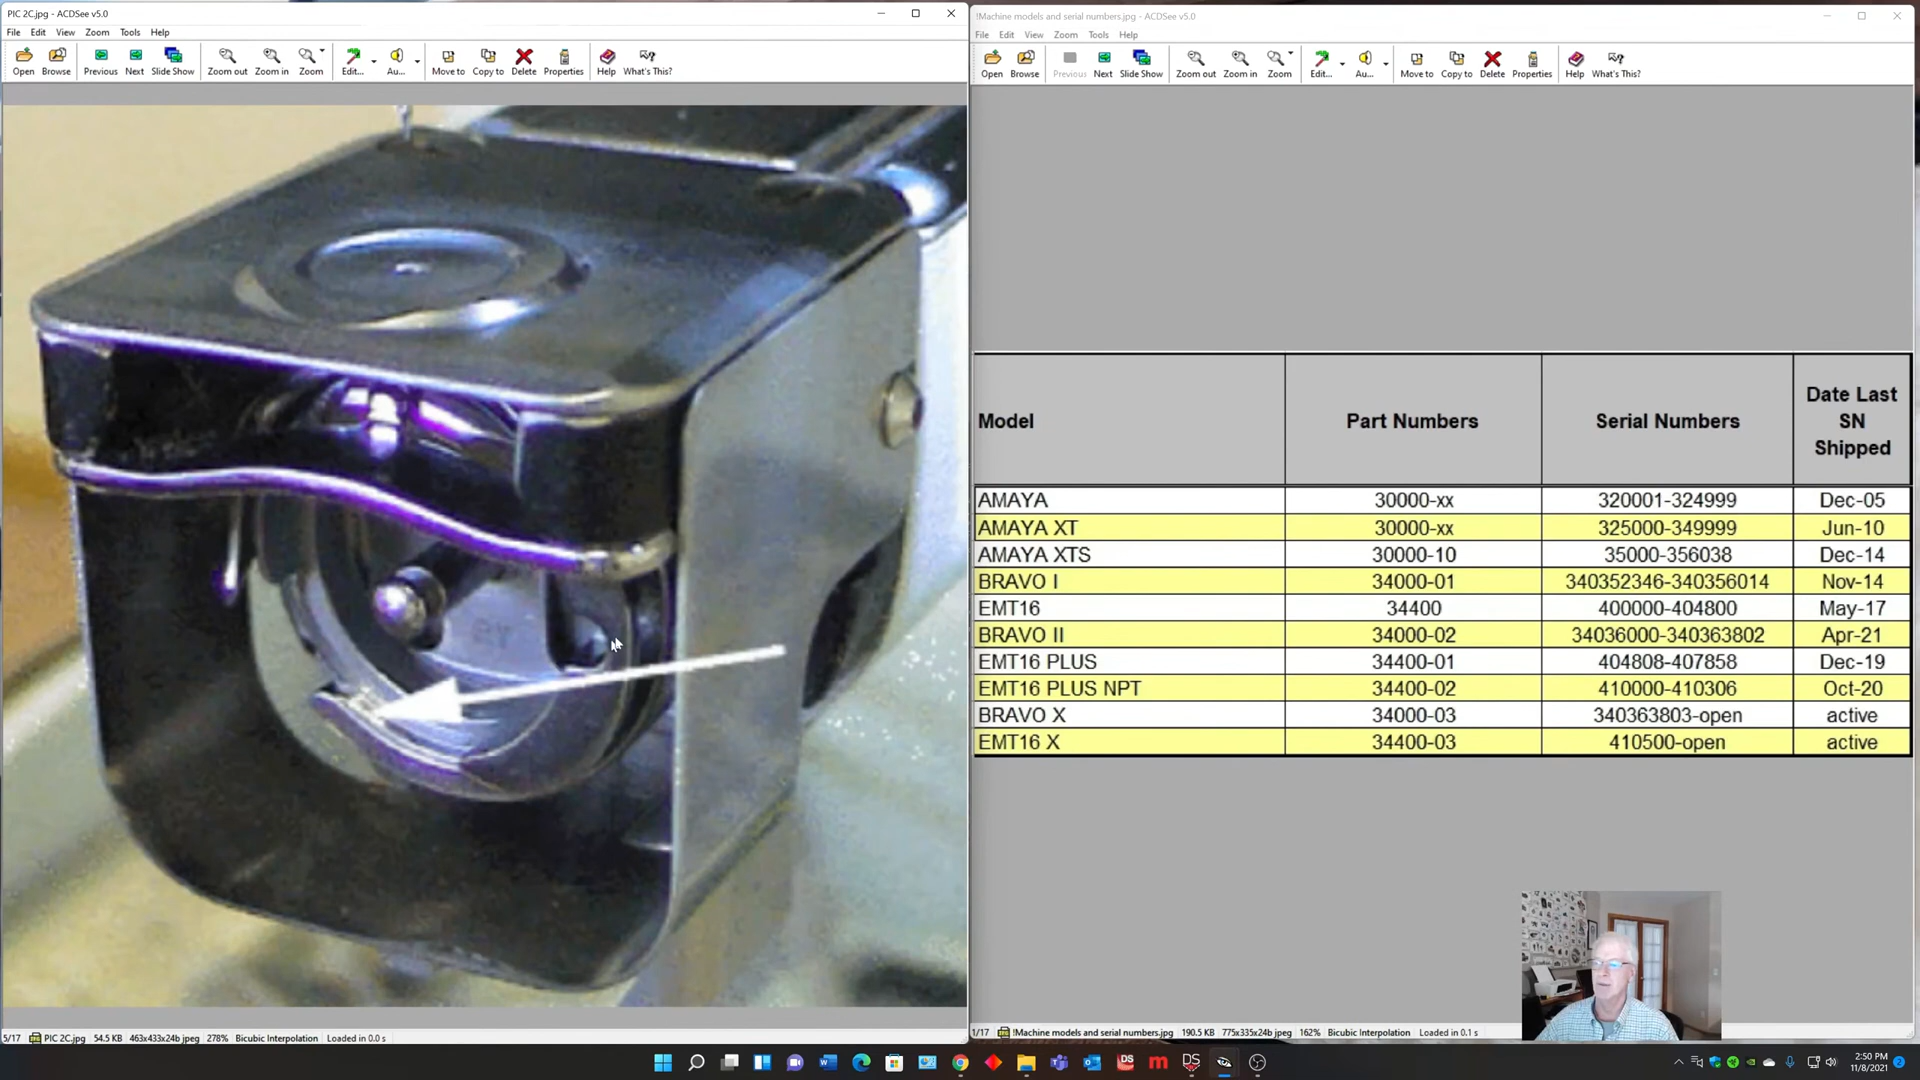 PIC 2C.jpg - ACDSee v5.0
File Edit View Zoom Tools Help
Open Browse Previous Next Slide Show Zoom out Zoom in Zoom Edit... Au... Move to Copy to Delete Properties Help What's This?
5/17 PIC 2C.jpg 54.5 KB 463x433x24b jpeg 278% Bicubic Interpolation Loaded in 0.0 s
!Machine models and serial numbers.jpg - ACDSee v5.0
File Edit View Zoom Tools Help
Open Browse Previous Next Slide Show Zoom out Zoom in Zoom Edit... Au... Move to Copy to Delete Properties Help What's This?
Model Part Numbers Serial Numbers Date Last SN Shipped
AMAYA 30000-xx 320001-324999 Dec-05
AMAYA XT 30000-xx 325000-349999 Jun-10
AMAYA XTS 30000-10 35000-356038 Dec-14
BRAVO I 34000-01 340352346-340356014 Nov-14
EMT16 34400 400000-404800 May-17
BRAVO II 34000-02 34036000-340363802 Apr-21
EMT16 PLUS 34400-01 404808-407858 Dec-19
EMT16 PLUS NPT 34400-02 410000-410306 Oct-20
BRAVO X 34000-03 340363803-open active
EMT16 X 34400-03 410500-open active
1/17 !Machine models and serial numbers.jpg 190.5 KB 775x335x24b jpeg 162% Bicubic Interpolation Loaded in 0.1 s
DS DS
2:50 PM
11/8/2021